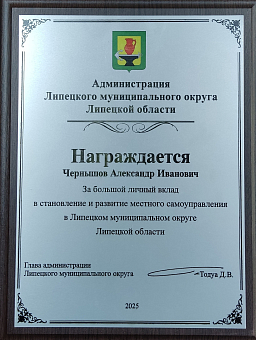 Администрация
Липецкого муниципального округа
Липецкой области
Награждается
Чернышов Александр Иванович
За большой личный вклад
в становление и развитие местного самоуправления
в Липецком муниципальном округе
Липецкой области
Глава администрации
Липецкого муниципального округа Тодуа Д.В.
2025